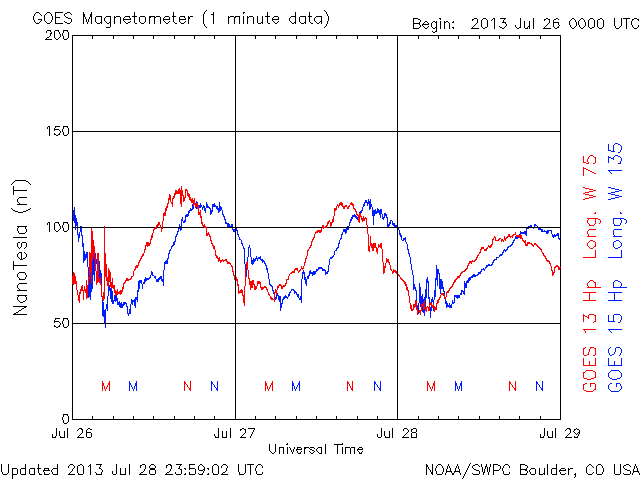 GOES Magnetometer (1 minute data)
Begin: 2013 Jul 26 0000 UTC
200
150
100
50
0
NanoTesla (nT)
M M N N M M N N M M N N
Jul 26 Jul 27 Jul 28 Jul 29
Universal Time
GOES 13 Hp Long. W 75
GOES 15 Hp Long. W 135
Updated 2013 Jul 28 23:59:02 UTC
NOAA/SWPC Boulder, CO USA